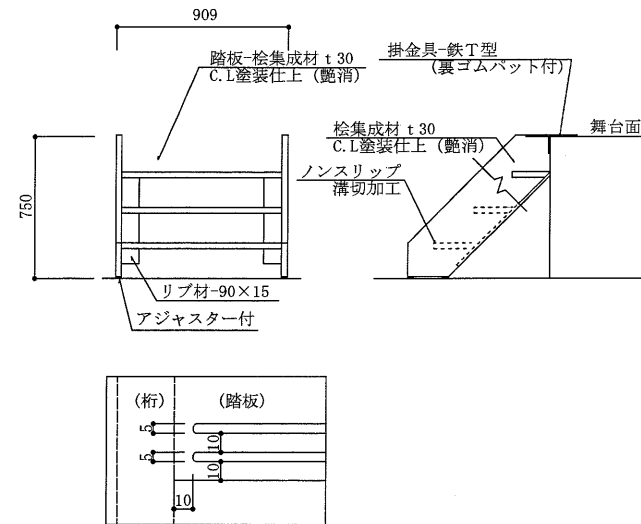 909
踏板-桧集成材 t 30
C.L塗装仕上 (艶消)
掛金具-鉄T型
(裏ゴムパット付)
舞台面
桧集成材 t 30
C.L塗装仕上 (艶消)
ノンスリップ
溝切加工
750
リブ材-90×15
アジャスター付
(桁)
(踏板)
5
10
5
10
10